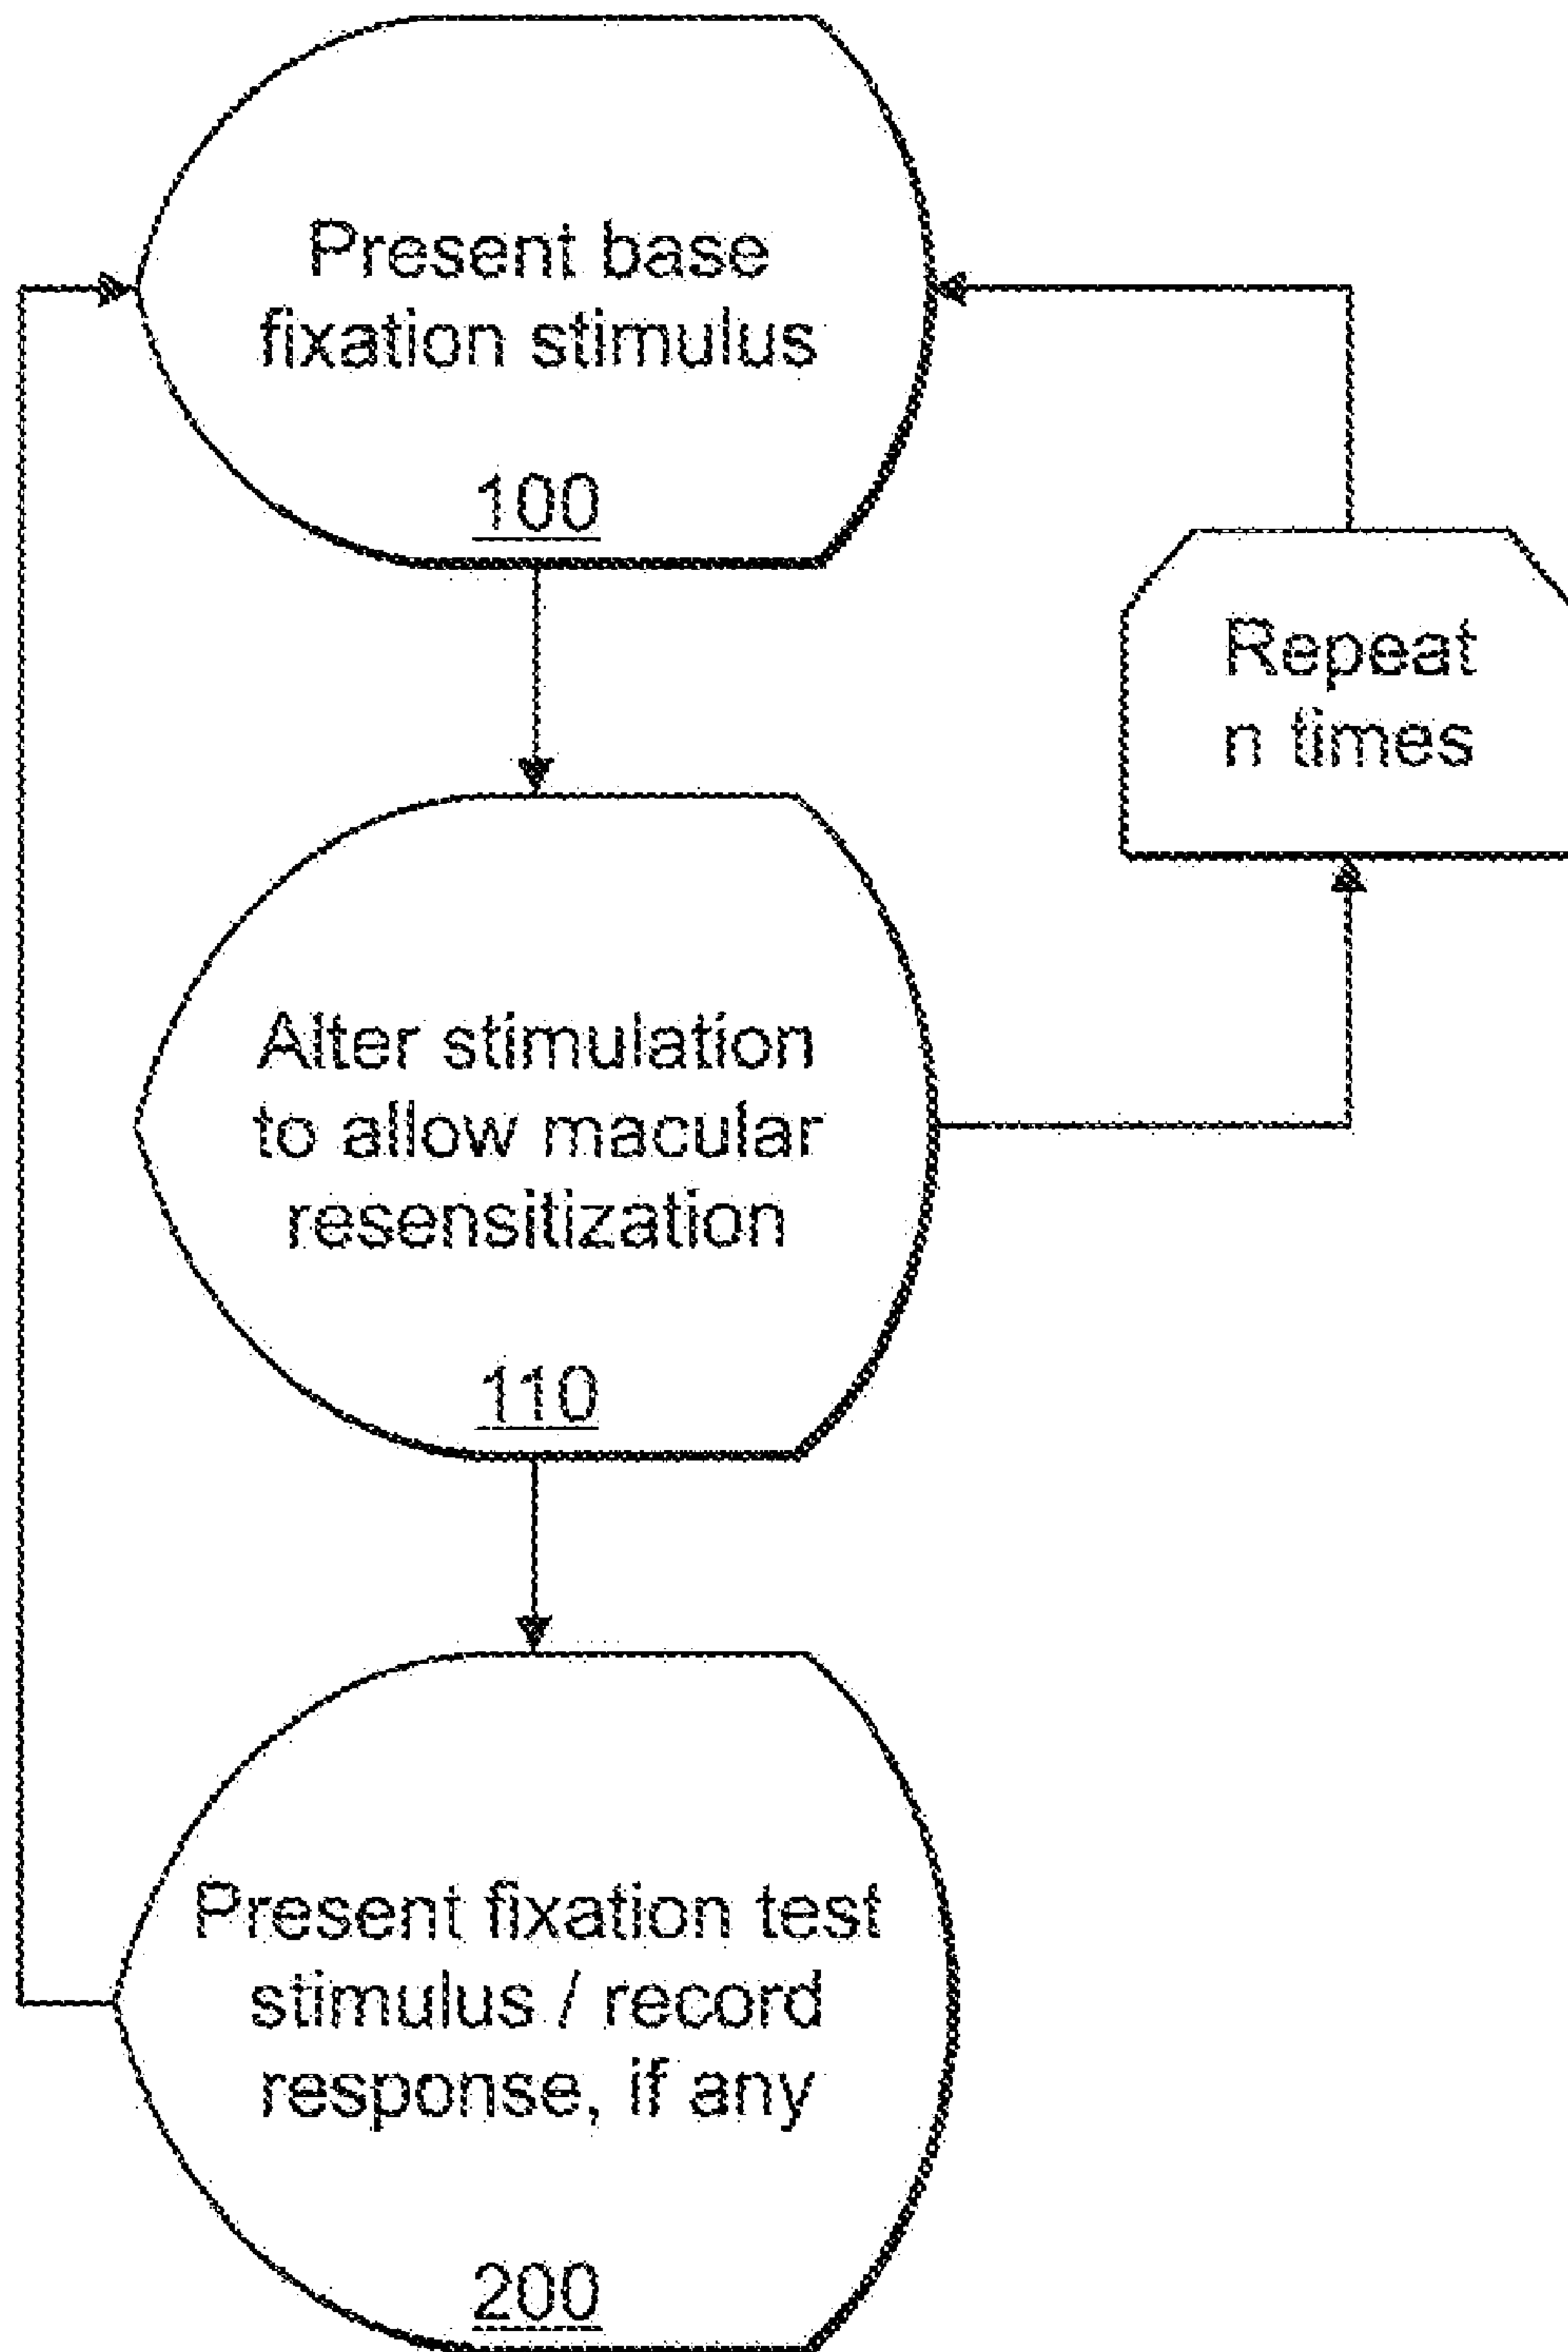 Present base
fixation stimulus
100
Repeat
n times
Alter stimulation
to allow macular
resensitization
110
Present fixation test
stimulus / record
response, if any
200